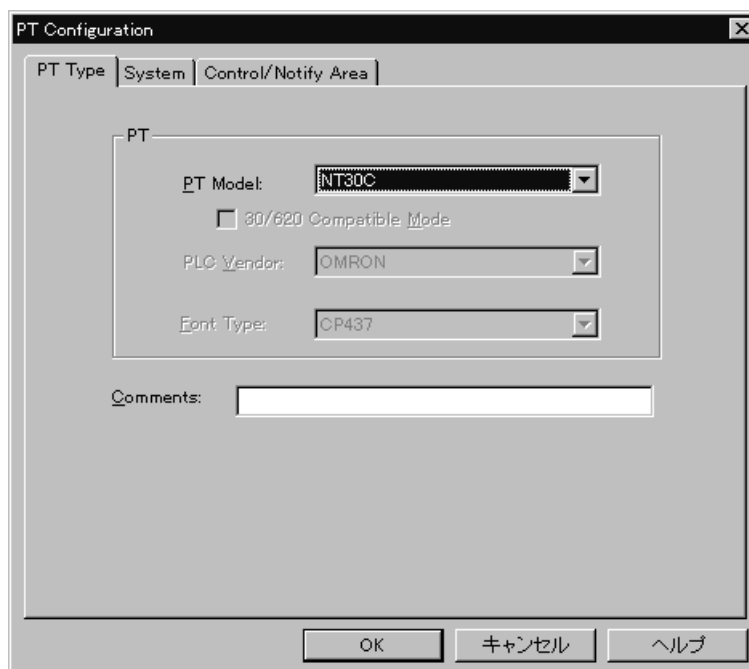 PT Configuration
PT Type System Control/Notify Area
PT
PT Model: NT30C
30/620 Compatible Mode
PLC Vendor: OMRON
Font Type: CP437
Comments:
OK キャンセル ヘルプ